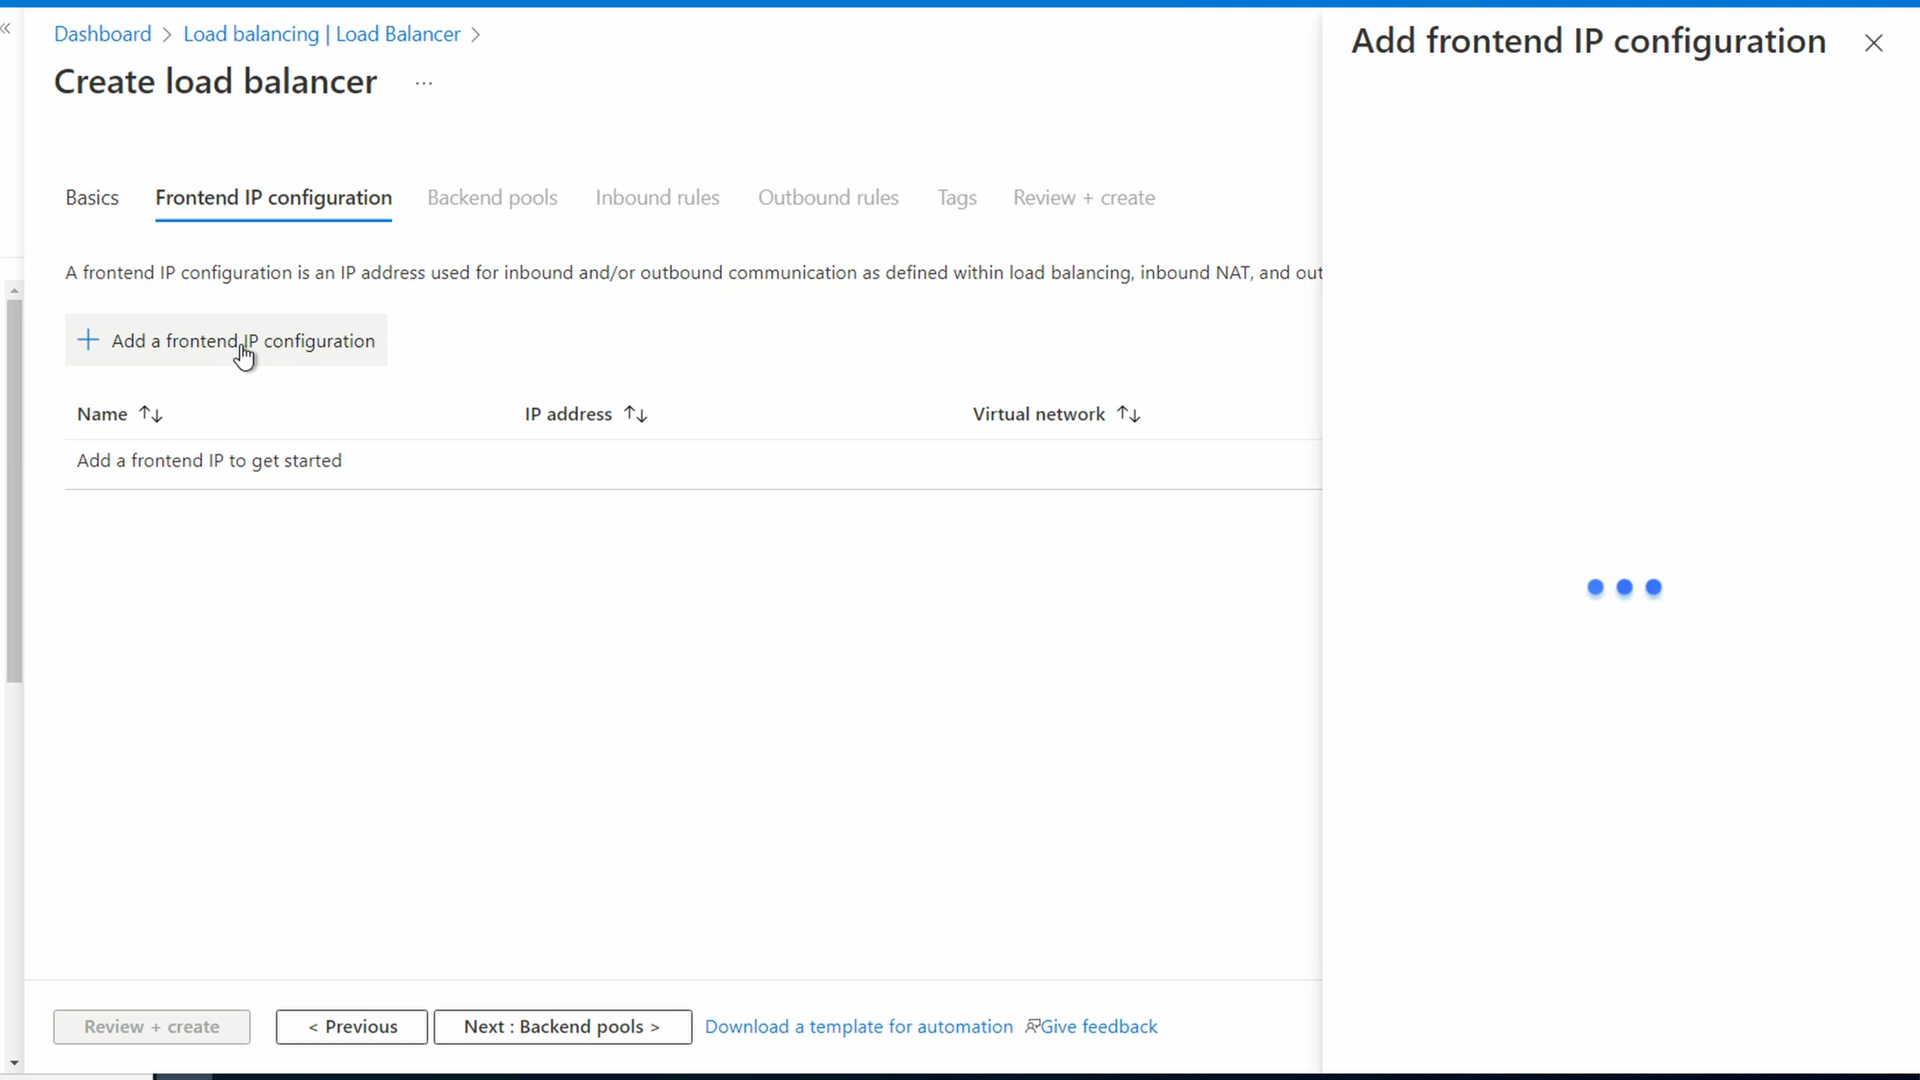 Dashboard > Load balancing | Load Balancer >
Create load balancer ...
Basics Frontend IP configuration Backend pools Inbound rules Outbound rules Tags Review + create
A frontend IP configuration is an IP address used for inbound and/or outbound communication as defined within load balancing, inbound NAT, and out
+ Add a frontend IP configuration
Name ↑↓ IP address ↑↓ Virtual network ↑↓
Add a frontend IP to get started
Review + create < Previous Next : Backend pools > Download a template for automation Give feedback
Add frontend IP configuration